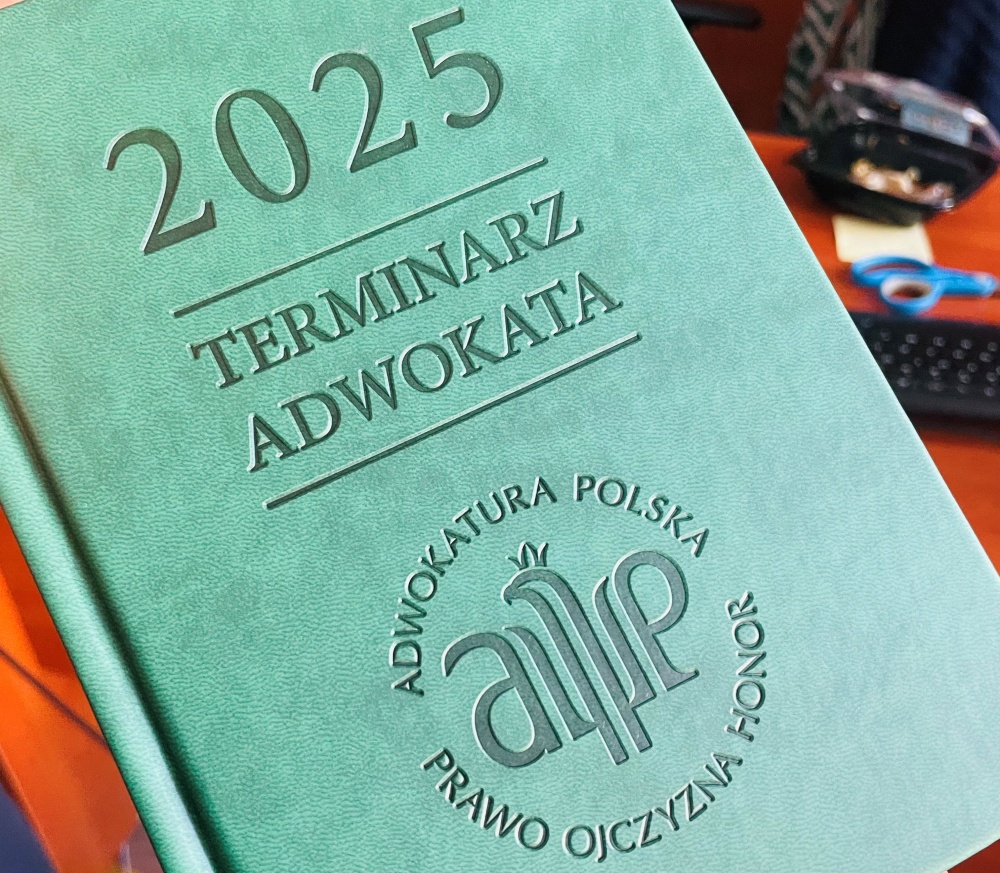 2025
TERMINARZ
ADWOKATA
ADWOKATURA POLSKA
PRAWO OJCZYZNA HONOR